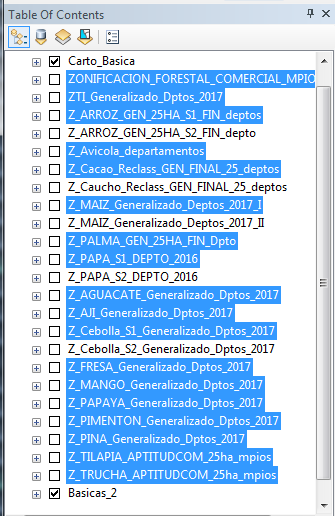 Table Of Contents
Carto_Basica
ZONIFICACION_FORESTAL_COMERCIAL_MPIO
ZTI_Generalizado_Dptos_2017
Z_ARROZ_GEN_25HA_S1_FIN_deptos
Z_ARROZ_GEN_25HA_S2_FIN_depto
Z_Avicola_departamentos
Z_Cacao_Reclass_GEN_FINAL_25_deptos
Z_Caucho_Reclass_GEN_FINAL_25_deptos
Z_MAIZ_Generalizado_Deptos_2017_I
Z_MAIZ_Generalizado_Deptos_2017_II
Z_PALMA_GEN_25HA_FIN_Dpto
Z_PAPA_S1_DEPTO_2016
Z_PAPA_S2_DEPTO_2016
Z_AGUACATE_Generalizado_Dptos_2017
Z_AJI_Generalizado_Dptos_2017
Z_Cebolla_S1_Generalizado_Dptos_2017
Z_Cebolla_S2_Generalizado_Dptos_2017
Z_FRESA_Generalizado_Dptos_2017
Z_MANGO_Generalizado_Dptos_2017
Z_PAPAYA_Generalizado_Dptos_2017
Z_PIMENTON_Generalizado_Dptos_2017
Z_PINA_Generalizado_Dptos_2017
Z_TILAPIA_APTITUDCOM_25ha_mpios
Z_TRUCHA_APTITUDCOM_25ha_mpios
Basicas_2